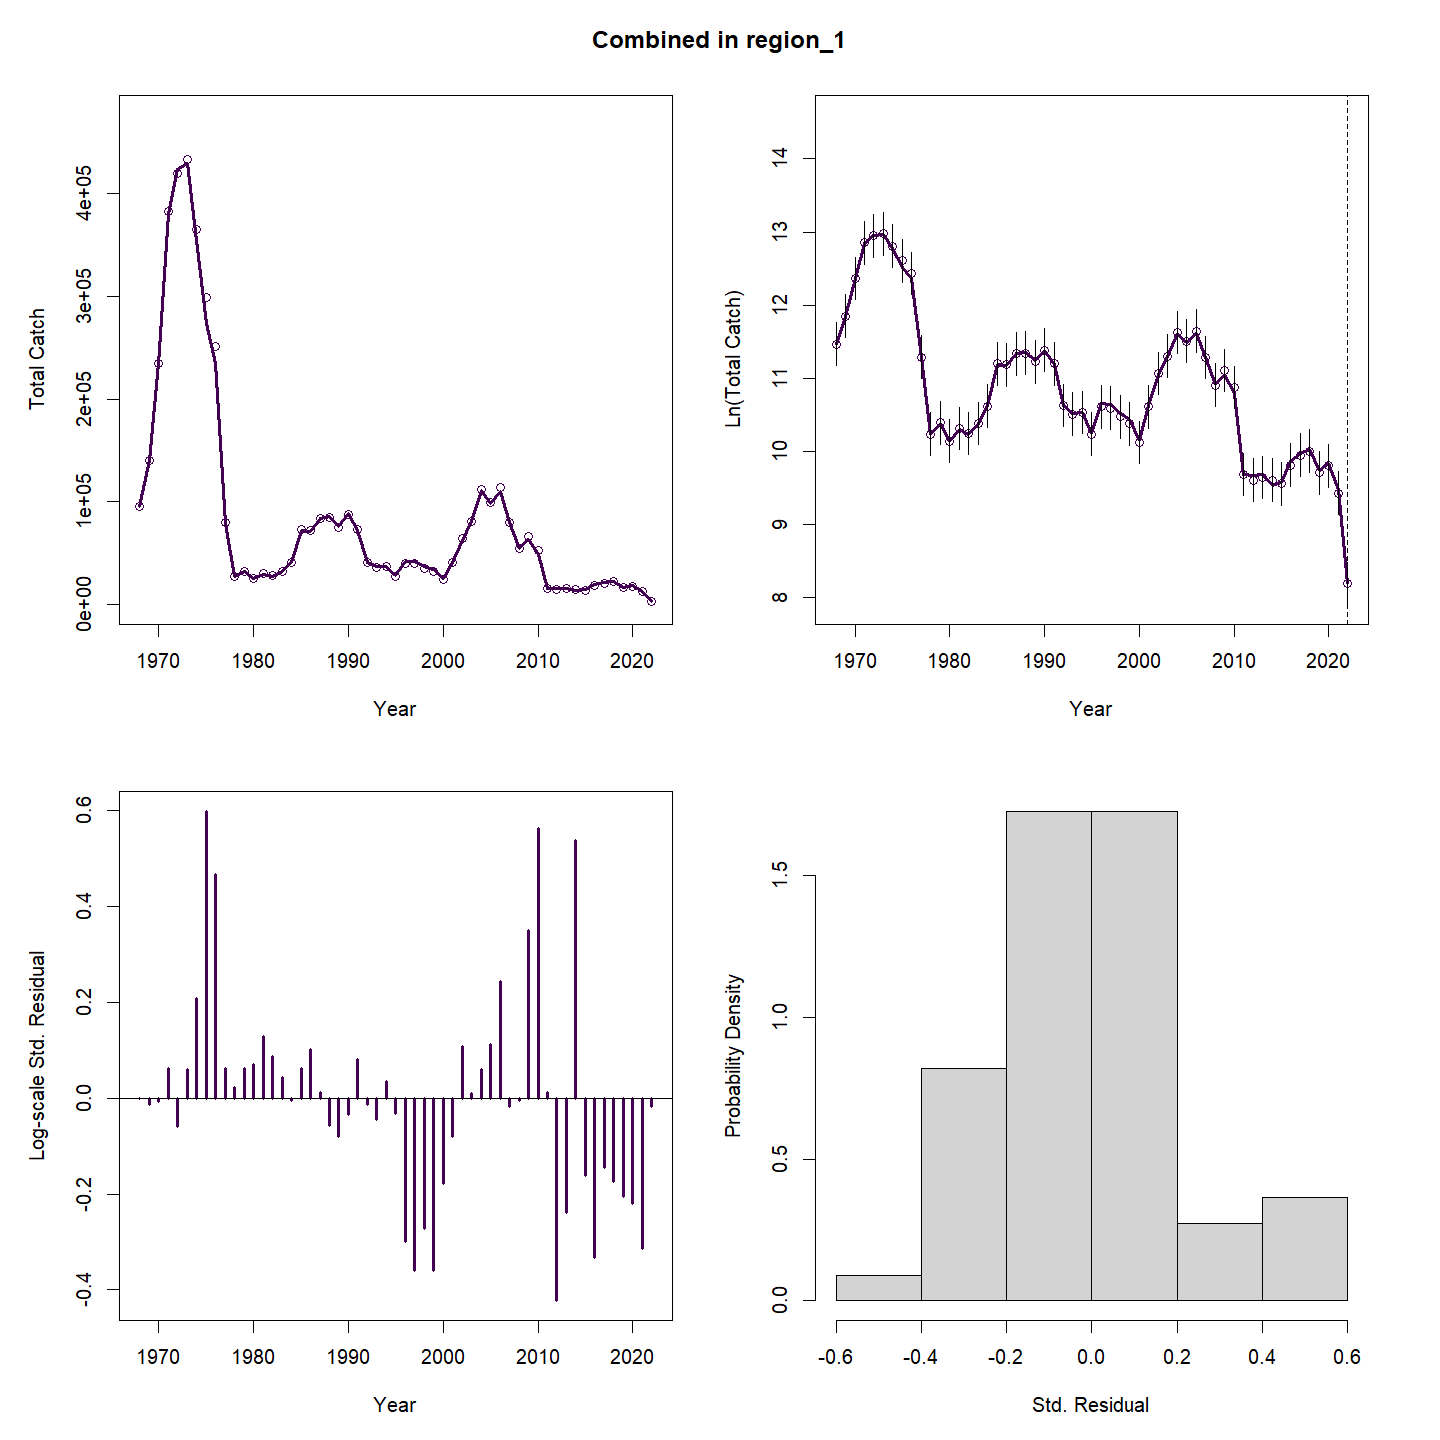 Combined in region_1
Total Catch
4e+05
3e+05
2e+05
1e+05
0e+00
1970 1980 1990 2000 2010 2020
Year
Ln(Total Catch)
14
13
12
11
10
9
8
1970 1980 1990 2000 2010 2020
Year
Log-scale Std. Residual
0.6
0.4
0.2
0.0
-0.2
-0.4
1970 1980 1990 2000 2010 2020
Year
Probability Density
1.5
1.0
0.5
0.0
-0.6 -0.4 -0.2 0.0 0.2 0.4 0.6
Std. Residual